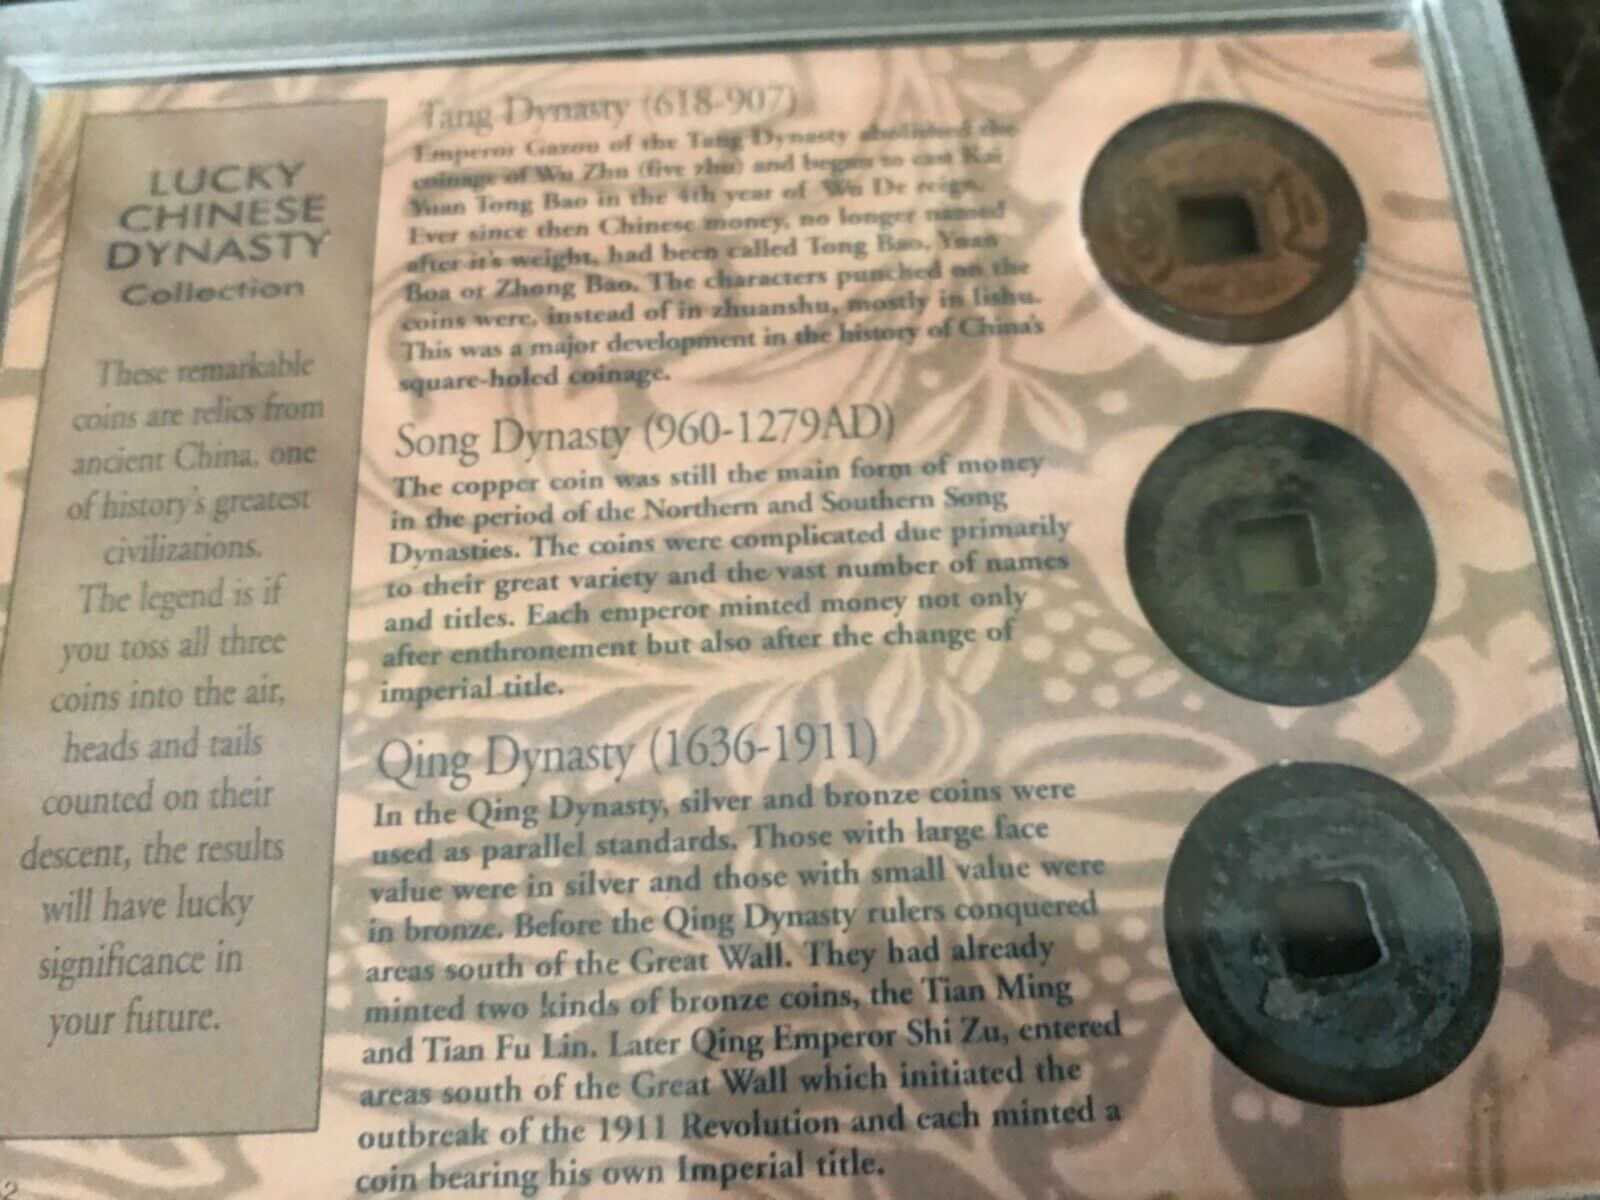 LUCKY
CHINESE
DYNASTY
Collection
These remarkable
coins are relics from
ancient China, one
of history's greatest
civilizations.
The legend is if
you toss all three
coins into the air,
heads and tails
counted on their
descent, the results
will have lucky
significance in
your future.
Tang Dynasty (618-907)
Emperor Gazou of the Tang Dynasty abolished the
coinage of Wu Zhu (five zhu) and began to cast Kai
Yuan Tong Bao in the 4th year of Wu De reign.
Ever since then Chinese money, no longer named
after it's weight, had been called Tong Bao, Yuan
Boa or Zhong Bao. The characters punched on the
coins were, instead of in zhuanshu, mostly in lishu.
This was a major development in the history of China's
square-holed coinage.
Song Dynasty (960-1279AD)
The copper coin was still the main form of money
in the period of the Northern and Southern Song
Dynasties. The coins were complicated due primarily
to their great variety and the vast number of names
and titles. Each emperor minted money not only
after enthronement but also after the change of
imperial title.
Qing Dynasty (1636-1911)
In the Qing Dynasty, silver and bronze coins were
used as parallel standards. Those with large face
value were in silver and those with small value were
in bronze. Before the Qing Dynasty rulers conquered
areas south of the Great Wall. They had already
minted two kinds of bronze coins, the Tian Ming
and Tian Fu Lin. Later Qing Emperor Shi Zu, entered
areas south of the Great Wall which initiated the
outbreak of the 1911 Revolution and each minted a
coin bearing his own Imperial title.